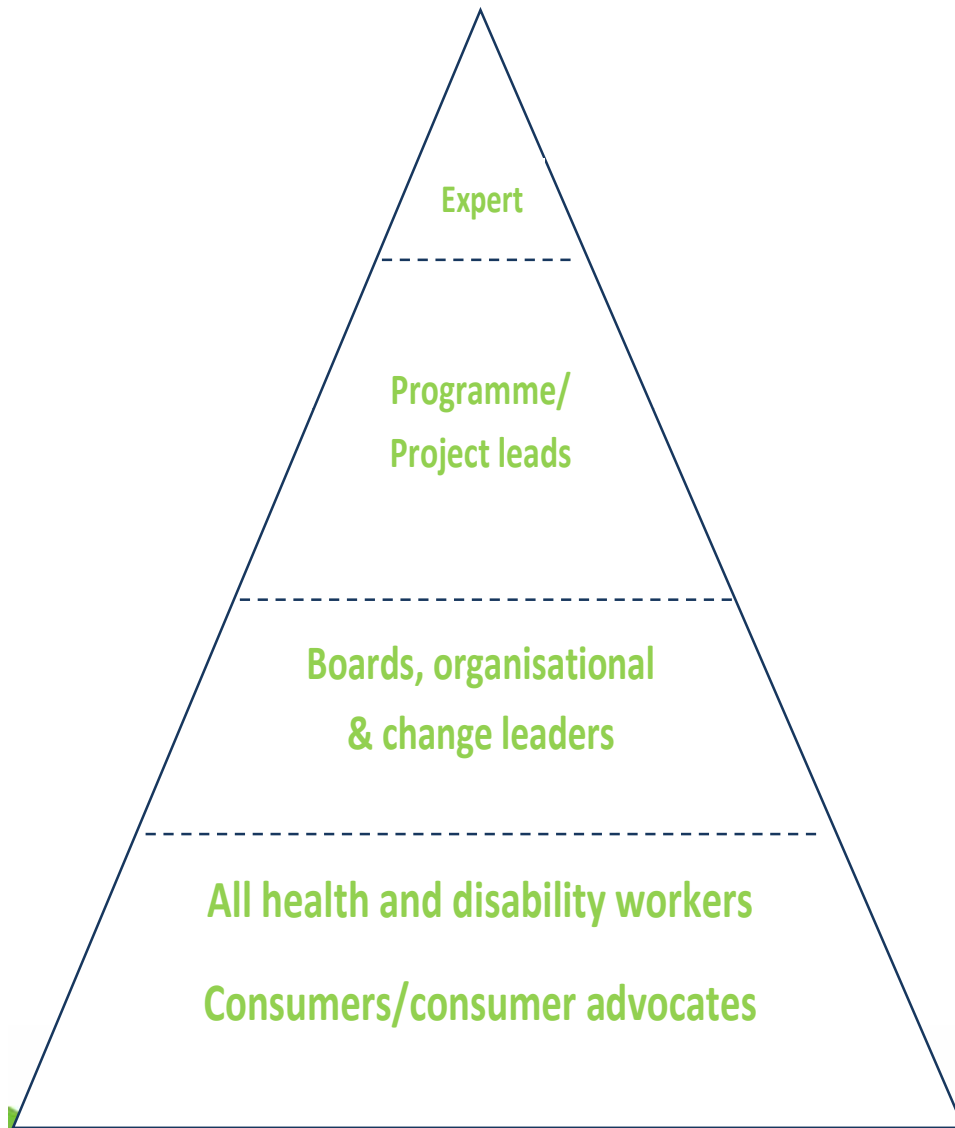 Expert
Programme/
Project leads
Boards, organisational
& change leaders
All health and disability workers
Consumers/consumer advocates